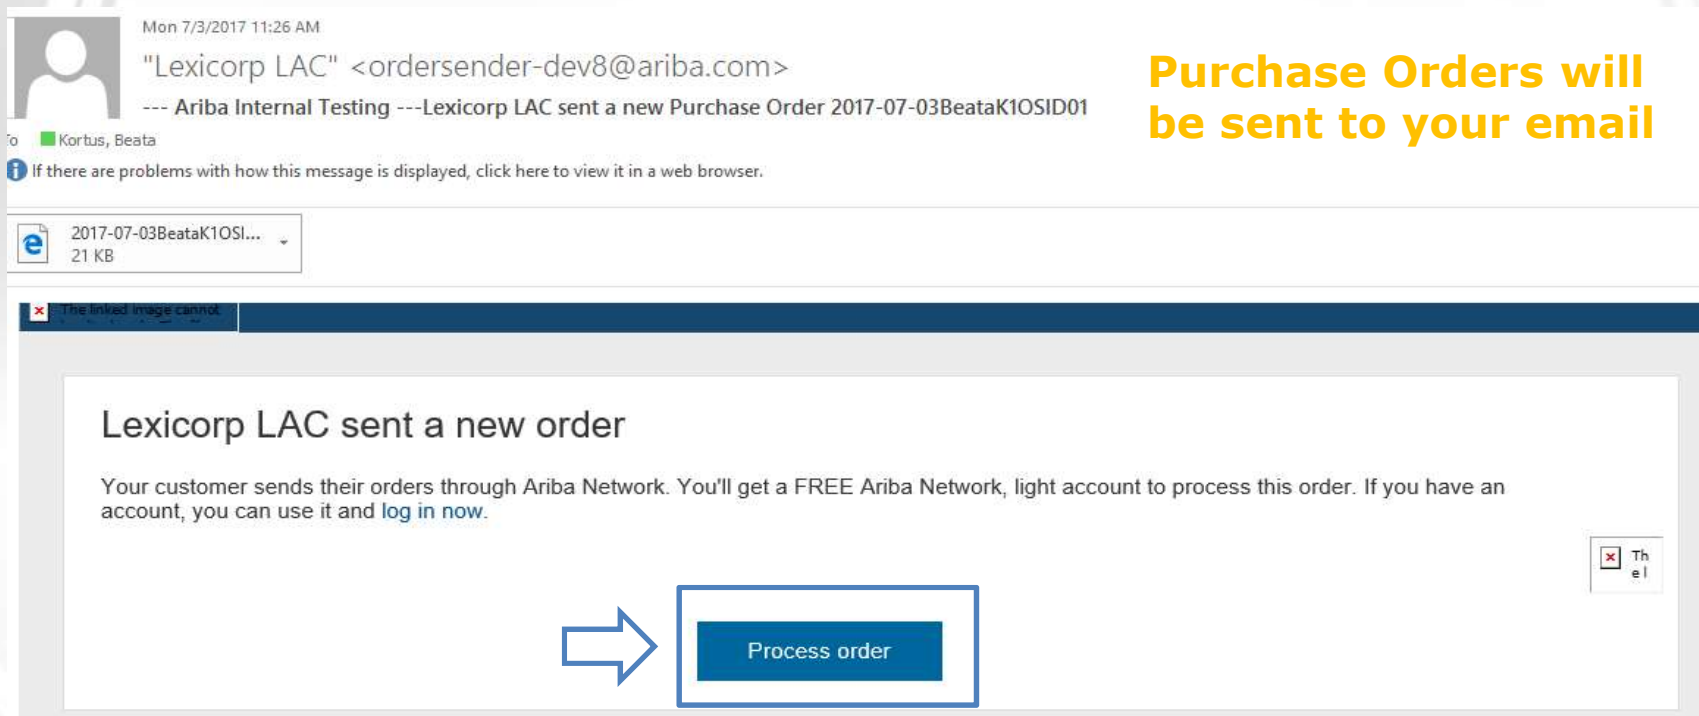 Mon 7/3/2017 11:26 AM
"Lexicorp LAC" <ordersender-dev8@ariba.com>
--- Ariba Internal Testing ---Lexicorp LAC sent a new Purchase Order 2017-07-03BeataK1OSID01
Purchase Orders will
be sent to your email
Kortus, Beata
If there are problems with how this message is displayed, click here to view it in a web browser.
2017-07-03BeataK1OSI...
21 KB
The linked image cannot
Lexicorp LAC sent a new order
Your customer sends their orders through Ariba Network. You'll get a FREE Ariba Network, light account to process this order. If you have an
account, you can use it and log in now.
Th
e l
Process order